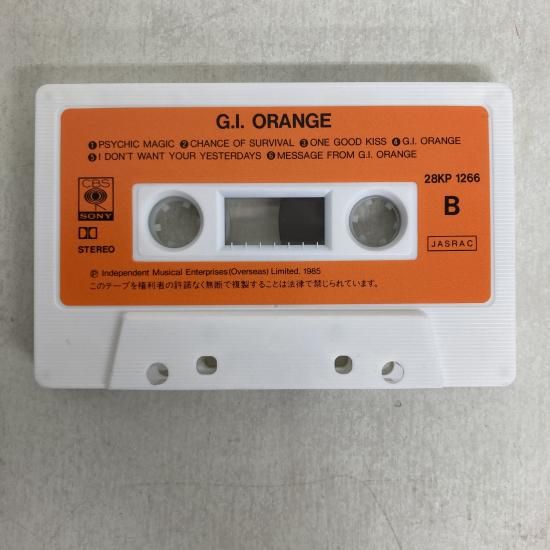 G.I. ORANGE
❶PSYCHIC MAGIC ❷CHANCE OF SURVIVAL ❸ONE GOOD KISS ❹G.I. ORANGE
❺I DON'T WANT YOUR YESTERDAYS ❻MESSAGE FROM G.I. ORANGE
28KP 1266
CBS
SONY
B
STEREO
JASRAC
Ⓟ Independent Musical Enterprises(Overseas) Limited. 1985
このテープを権利者の許諾なく無断で複製することは法律で禁じられています。